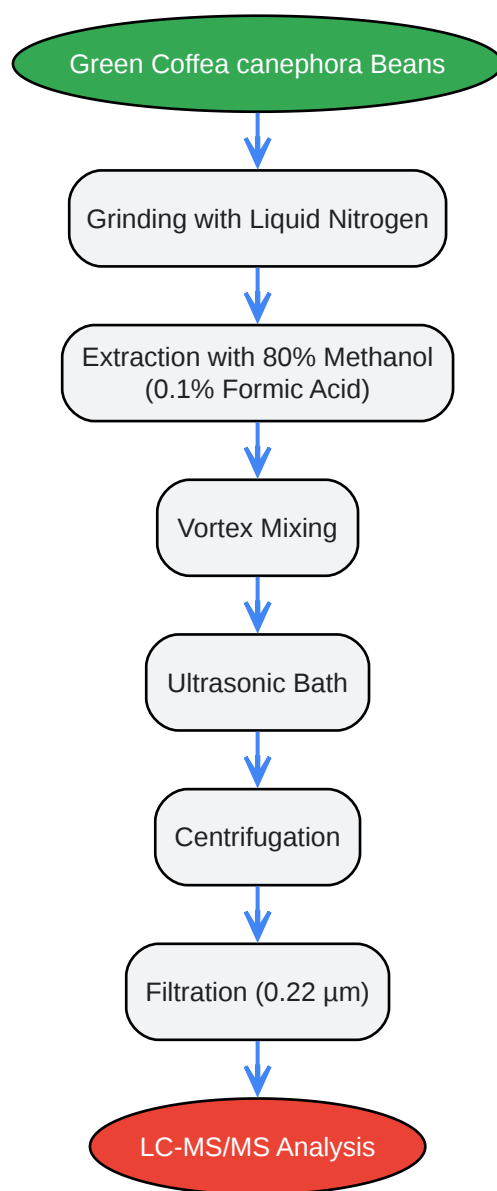 Green Coffea canephora Beans
Grinding with Liquid Nitrogen
Extraction with 80% Methanol
(0.1% Formic Acid)
Vortex Mixing
Ultrasonic Bath
Centrifugation
Filtration (0.22 µm)
LC-MS/MS Analysis